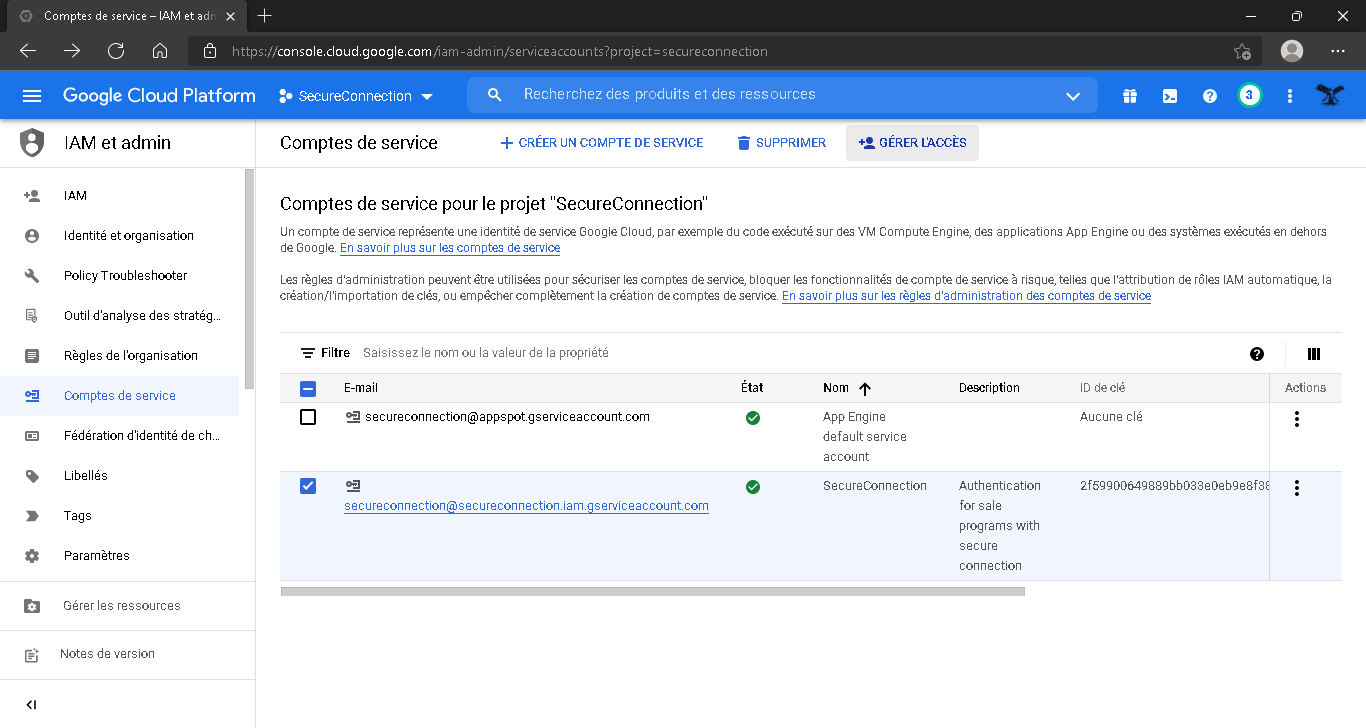 Comptes de service – IAM et adm
https://console.cloud.google.com/iam-admin/serviceaccounts?project=secureconnection
Google Cloud Platform
SecureConnection
Recherchez des produits et des ressources
3
IAM et admin
Comptes de service
CRÉER UN COMPTE DE SERVICE
SUPPRIMER
GÉRER L'ACCÈS
IAM
Identité et organisation
Policy Troubleshooter
Outil d'analyse des stratég...
Règles de l'organisation
Comptes de service
Fédération d'identité de ch...
Libellés
Tags
Paramètres
Gérer les ressources
Notes de version
Comptes de service pour le projet "SecureConnection"
Un compte de service représente une identité de service Google Cloud, par exemple du code exécuté sur des VM Compute Engine, des applications App Engine ou des systèmes exécutés en dehors
de Google. En savoir plus sur les comptes de service
Les règles d'administration peuvent être utilisées pour sécuriser les comptes de service, bloquer les fonctionnalités de compte de service à risque, telles que l'attribution de rôles IAM automatique, la
création/l'importation de clés, ou empêcher complètement la création de comptes de service. En savoir plus sur les règles d'administration des comptes de service
Filtre Saisissez le nom ou la valeur de la propriété
E-mail État Nom Description ID de clé Actions
secureconnection@appspot.gserviceaccount.com
App Engine
default service
account
Aucune clé
secureconnection@secureconnection.iam.gserviceaccount.com
SecureConnection
Authentication
for sale
programs with
secure
connection
2f59900649889bb033e0eb9e8f38